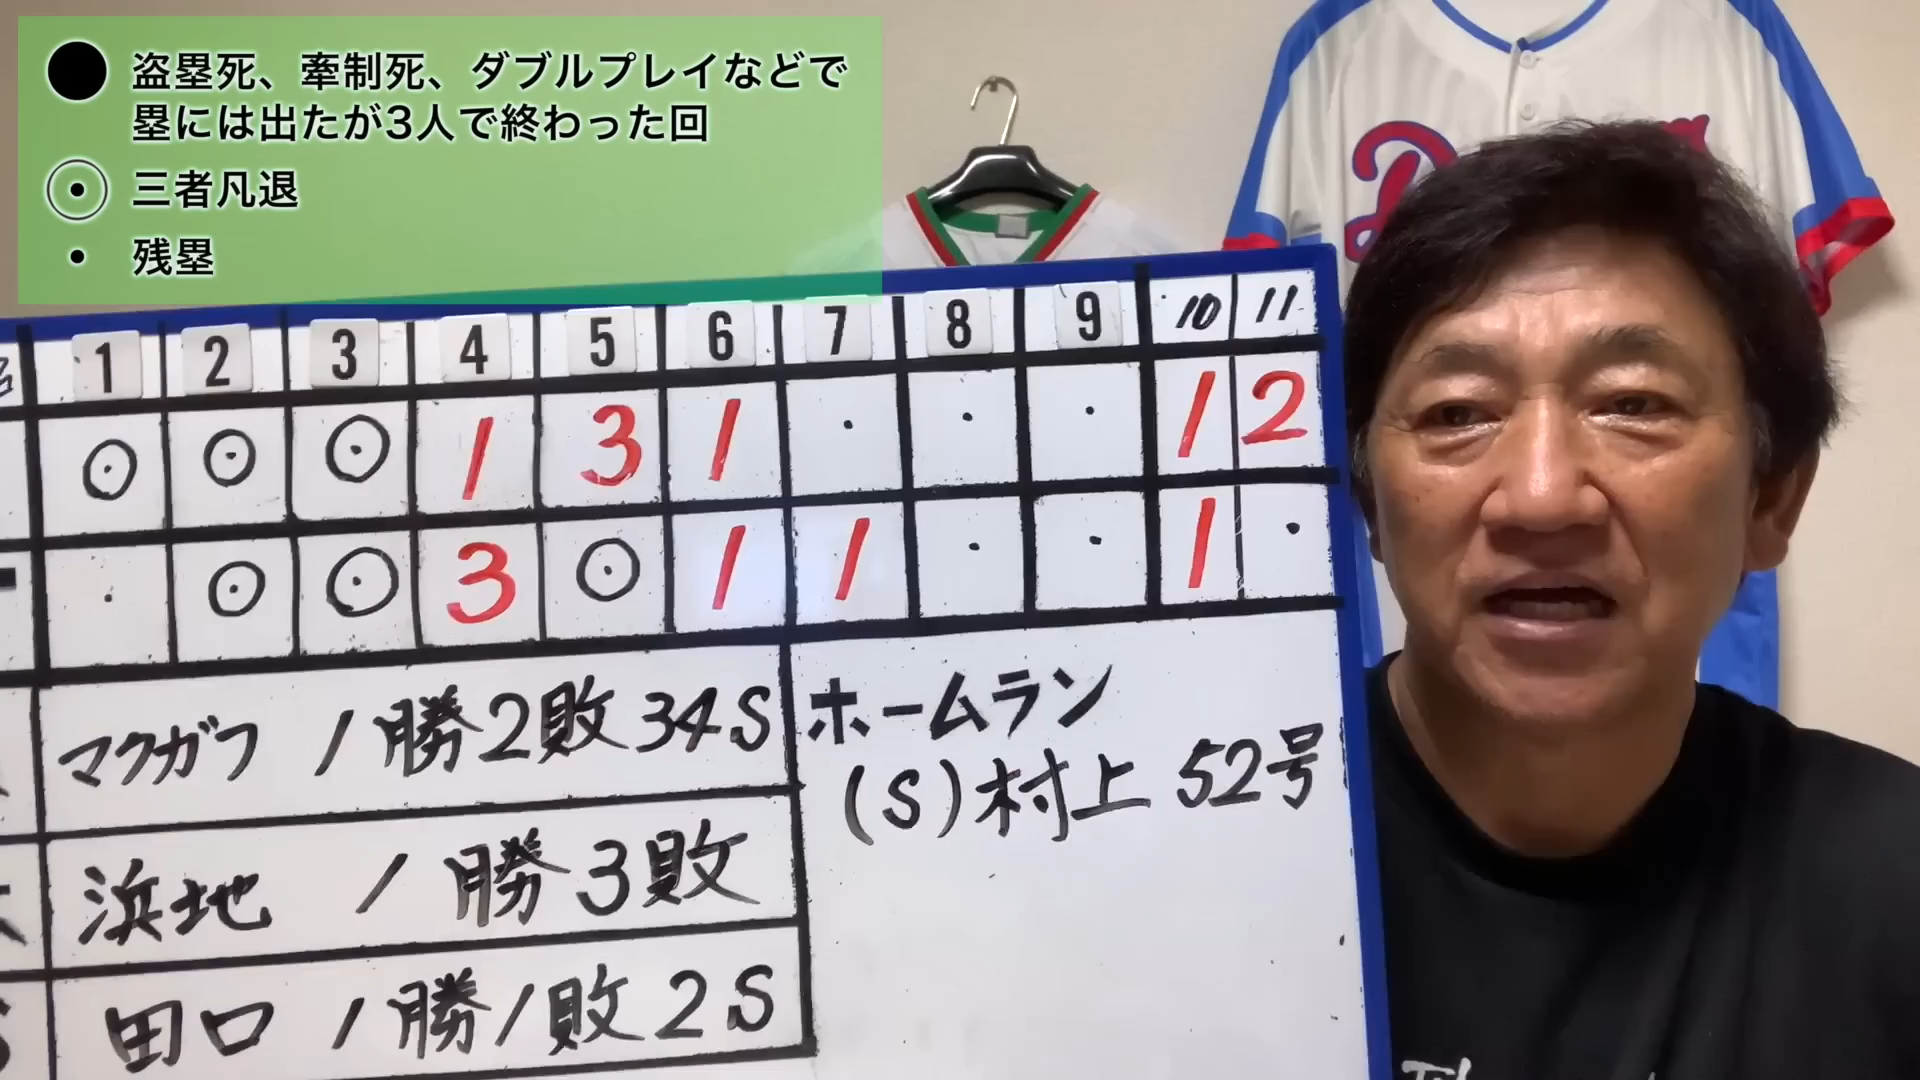 盗塁死、牽制死、ダブルプレイなどで
塁には出たが3人で終わった回
三者凡退
残塁
1 2 3 4 5 6 7 8 9 10 11
1 3 1 1 2
3 1 1 1
マクガフ 1勝2敗34S
浜地 1勝3敗
田口 1勝1敗2S
ホームラン
(S)村上 52号